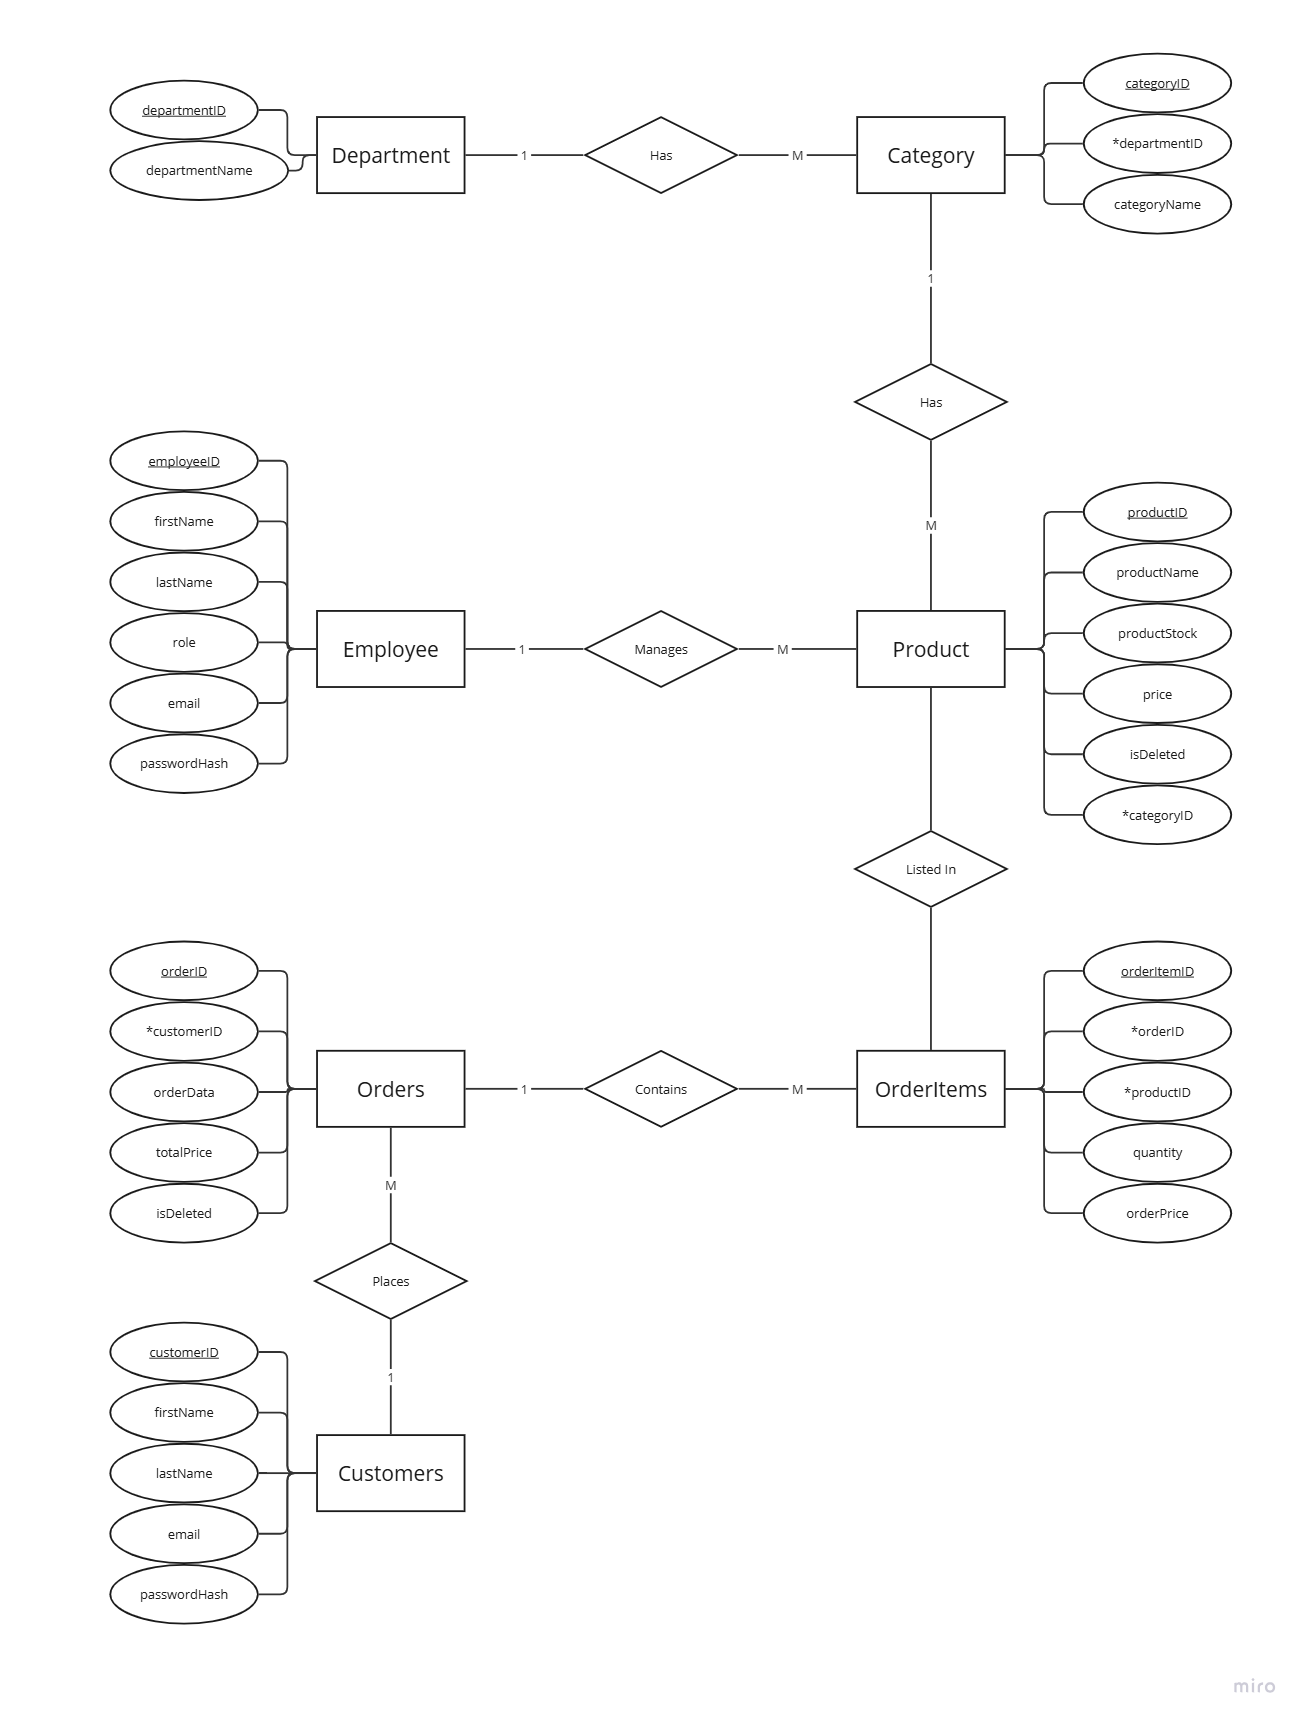 departmentID
departmentName
Department
1
Has
M
Category
categoryID
*departmentID
categoryName
1
Has
M
employeeID
firstName
lastName
role
email
passwordHash
Employee
1
Manages
M
Product
productID
productName
productStock
price
isDeleted
*categoryID
Listed In
orderID
*customerID
orderData
totalPrice
isDeleted
Orders
1
Contains
M
OrderItems
orderItemID
*orderID
*productID
quantity
orderPrice
M
Places
1
customerID
firstName
lastName
email
passwordHash
Customers
miro